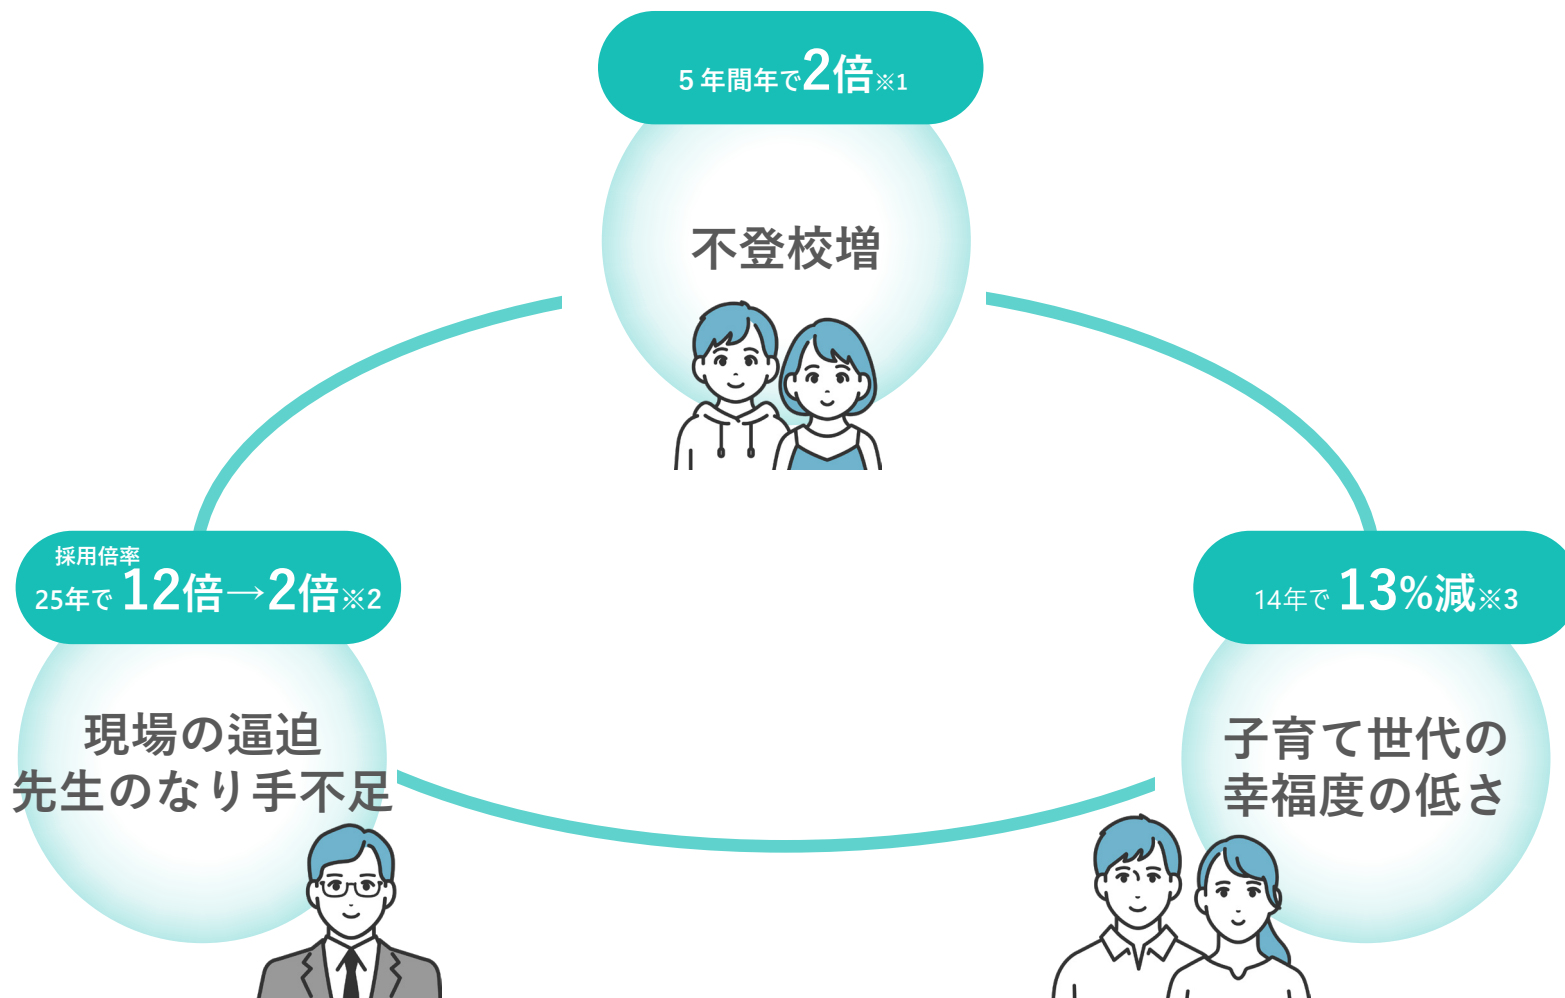 5 年間年で2倍※1
不登校増
採用倍率
25年で 12倍→2倍※2
現場の逼迫
先生のなり手不足
14年で 13%減※3
子育て世代の
幸福度の低さ